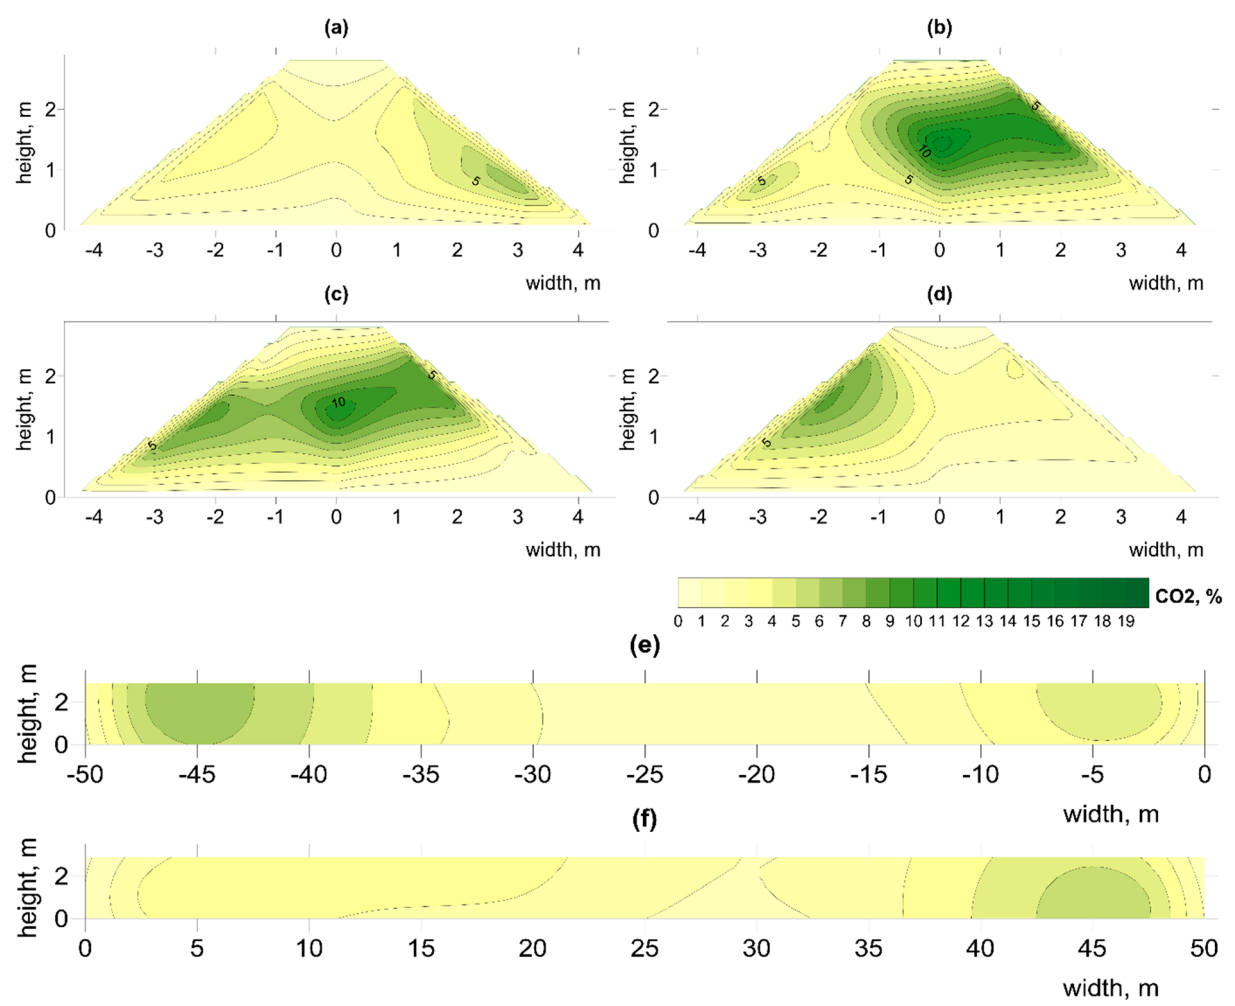 (a) (b)
height, m 2 1 0 5
-4 -3 -2 -1 0 1 2 3 4
width, m
height, m 2 1 0 5 10 5 5
-4 -3 -2 -1 0 1 2 3 4
width, m
(c) (d)
height, m 2 1 0 5 10 5
-4 -3 -2 -1 0 1 2 3 4
width, m
height, m 2 1 0 5
-4 -3 -2 -1 0 1 2 3 4
width, m
CO2, %
0 1 2 3 4 5 6 7 8 9 10 11 12 13 14 15 16 17 18 19
(e)
height, m 2 0
-50 -45 -40 -35 -30 -25 -20 -15 -10 -5 0
width, m
(f)
height, m 2 0
0 5 10 15 20 25 30 35 40 45 50
width, m